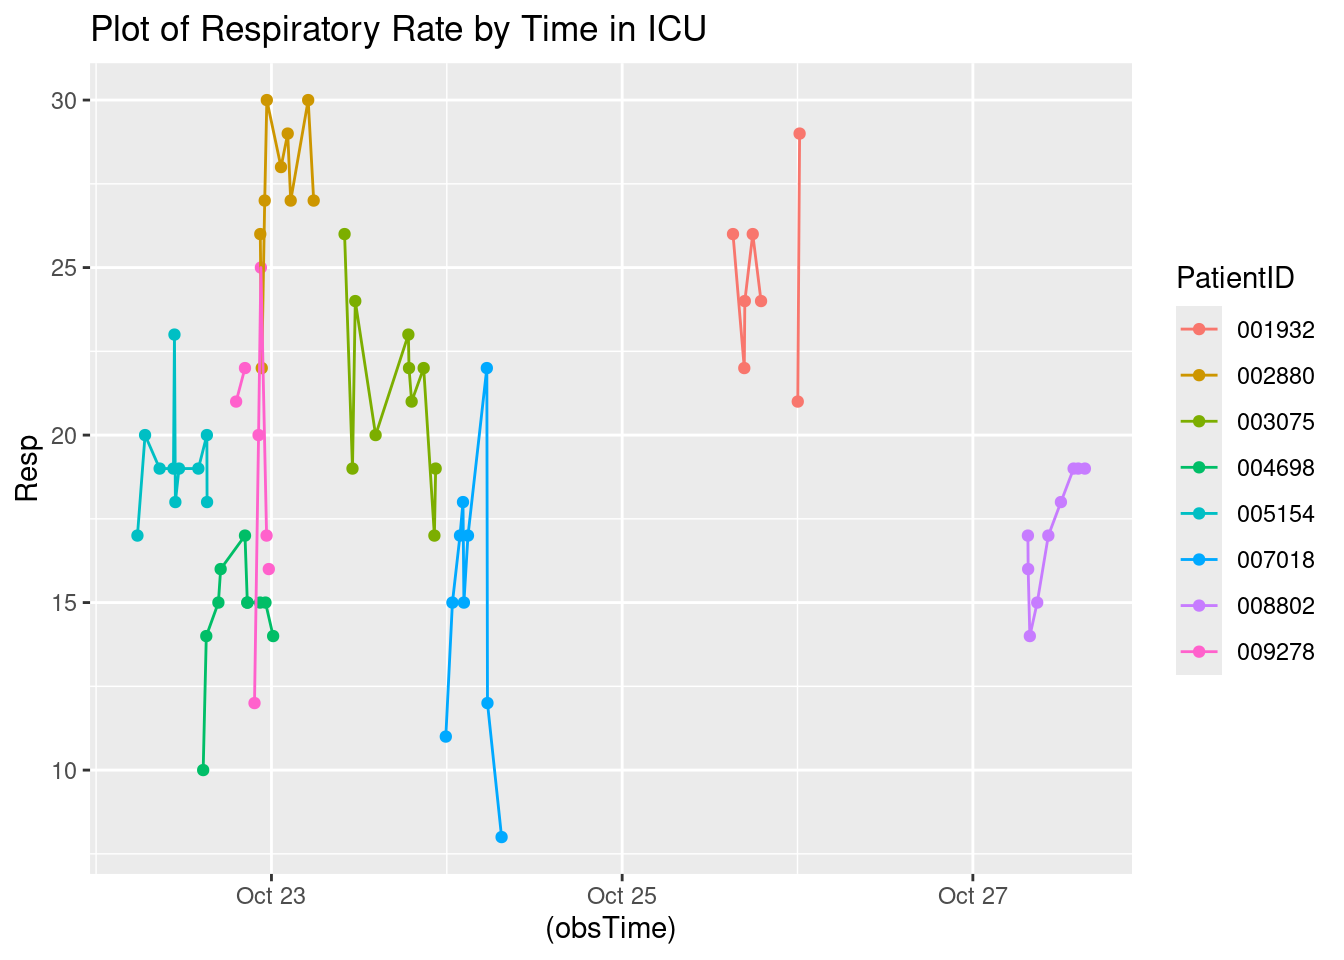 Plot of Respiratory Rate by Time in ICU
30
25
20
15
10
Resp
Oct 23
Oct 25
Oct 27
(obsTime)
PatientID
001932
002880
003075
004698
005154
007018
008802
009278